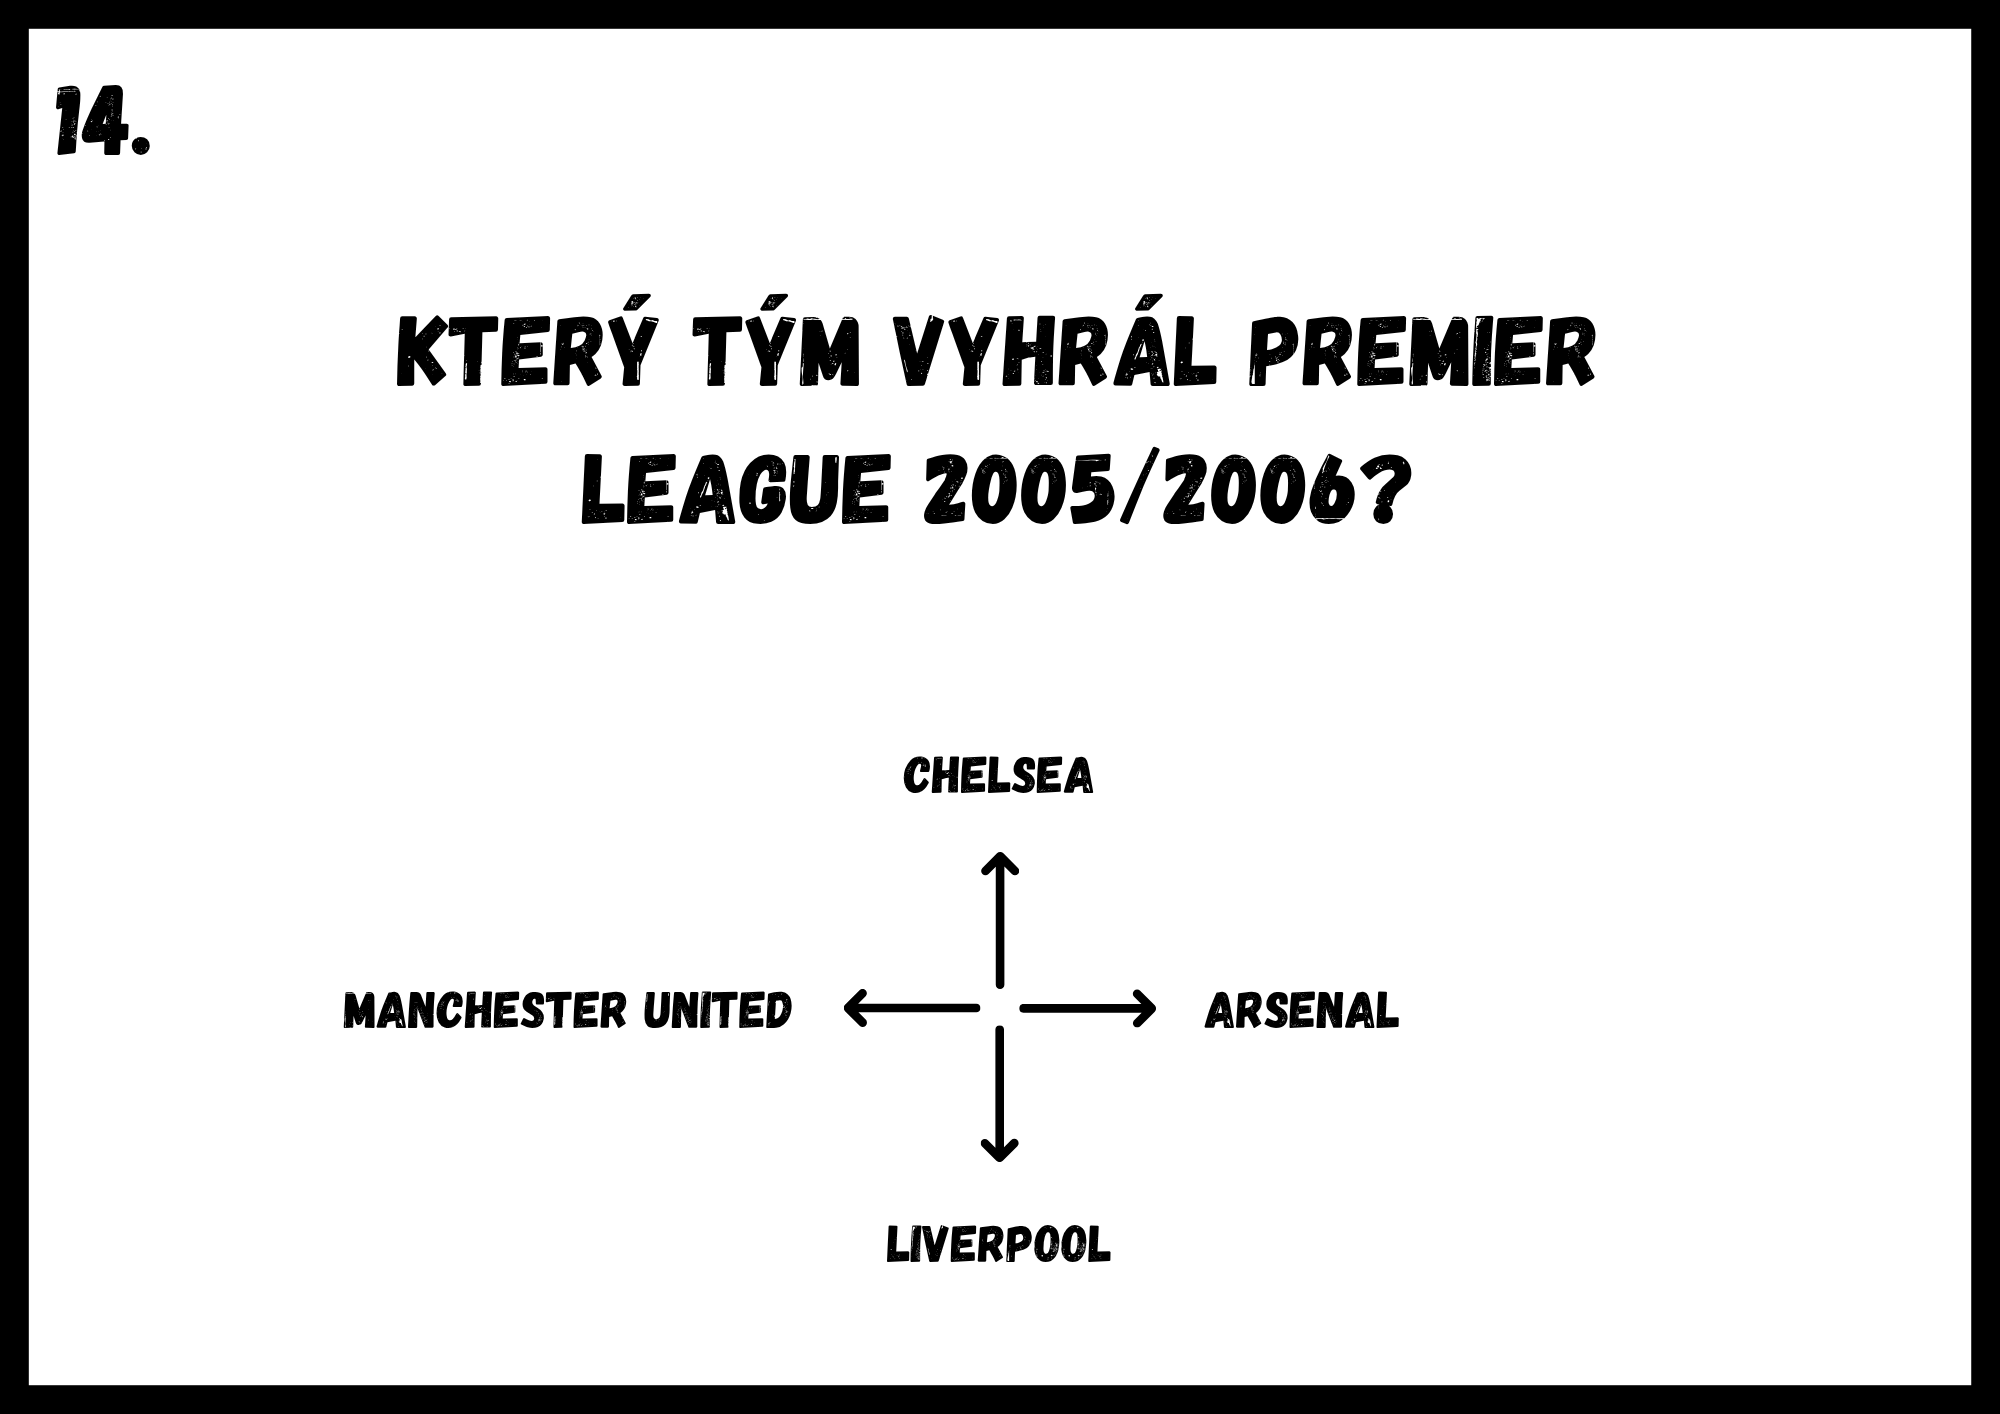 14.
KTERÝ TÝM VYHRÁL PREMIER
LEAGUE 2005/2006?
CHELSEA
MANCHESTER UNITED
ARSENAL
LIVERPOOL